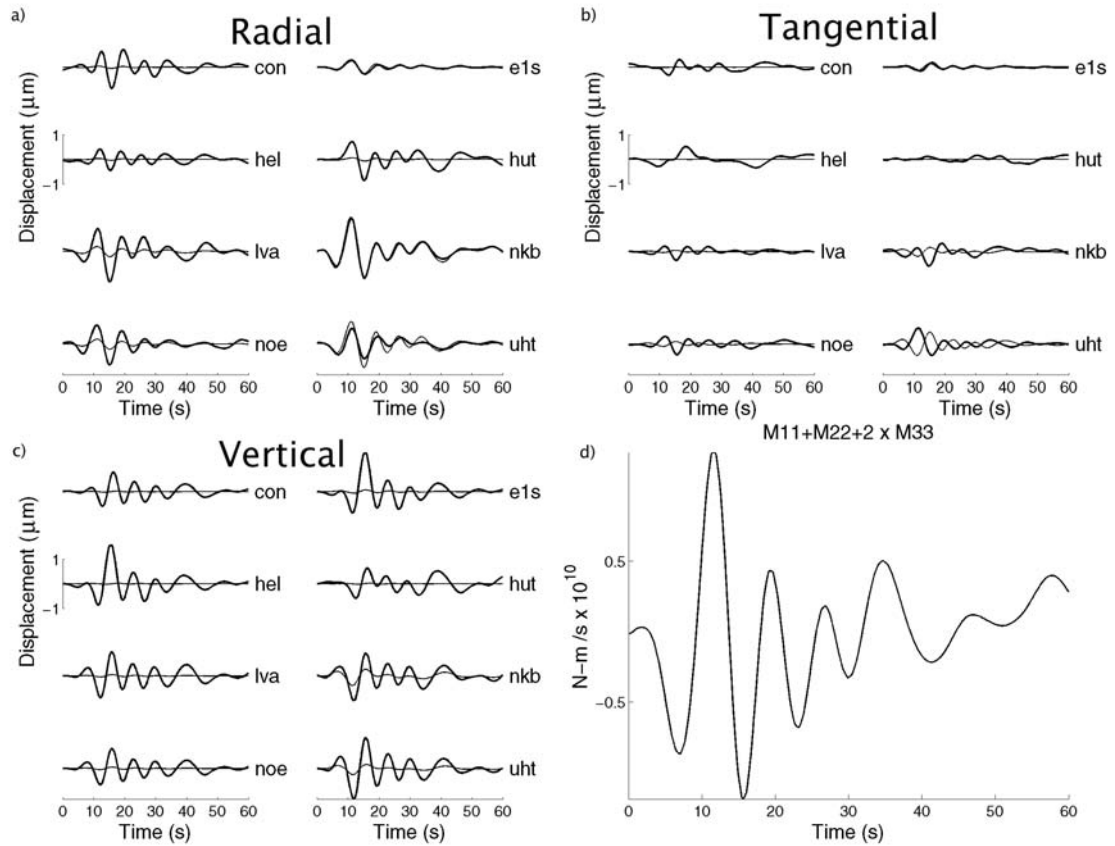 a)
Radial
con
e1s
Displacement (μm)
1
-1
hel
hut
lva
nkb
noe
uht
0 10 20 30 40 50 60
0 10 20 30 40 50 60
Time (s)
Time (s)
b)
Tangential
con
e1s
Displacement (μm)
1
-1
hel
hut
lva
nkb
noe
uht
0 10 20 30 40 50 60
0 10 20 30 40 50 60
Time (s)
Time (s)
c)
Vertical
con
e1s
Displacement (μm)
1
-1
hel
hut
lva
nkb
noe
uht
0 10 20 30 40 50 60
0 10 20 30 40 50 60
Time (s)
Time (s)
d)
M11+M22+2 x M33
N-m /s x 10^10
0.5
-0.5
0 10 20 30 40 50 60
Time (s)